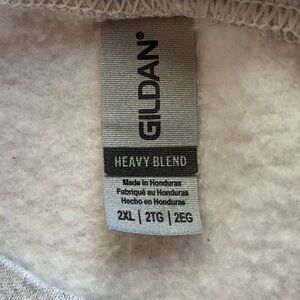 GILDAN®
HEAVY BLEND
Made in Honduras
Fabriqué au Honduras
Hecho en Honduras
2XL | 2TG | 2EG